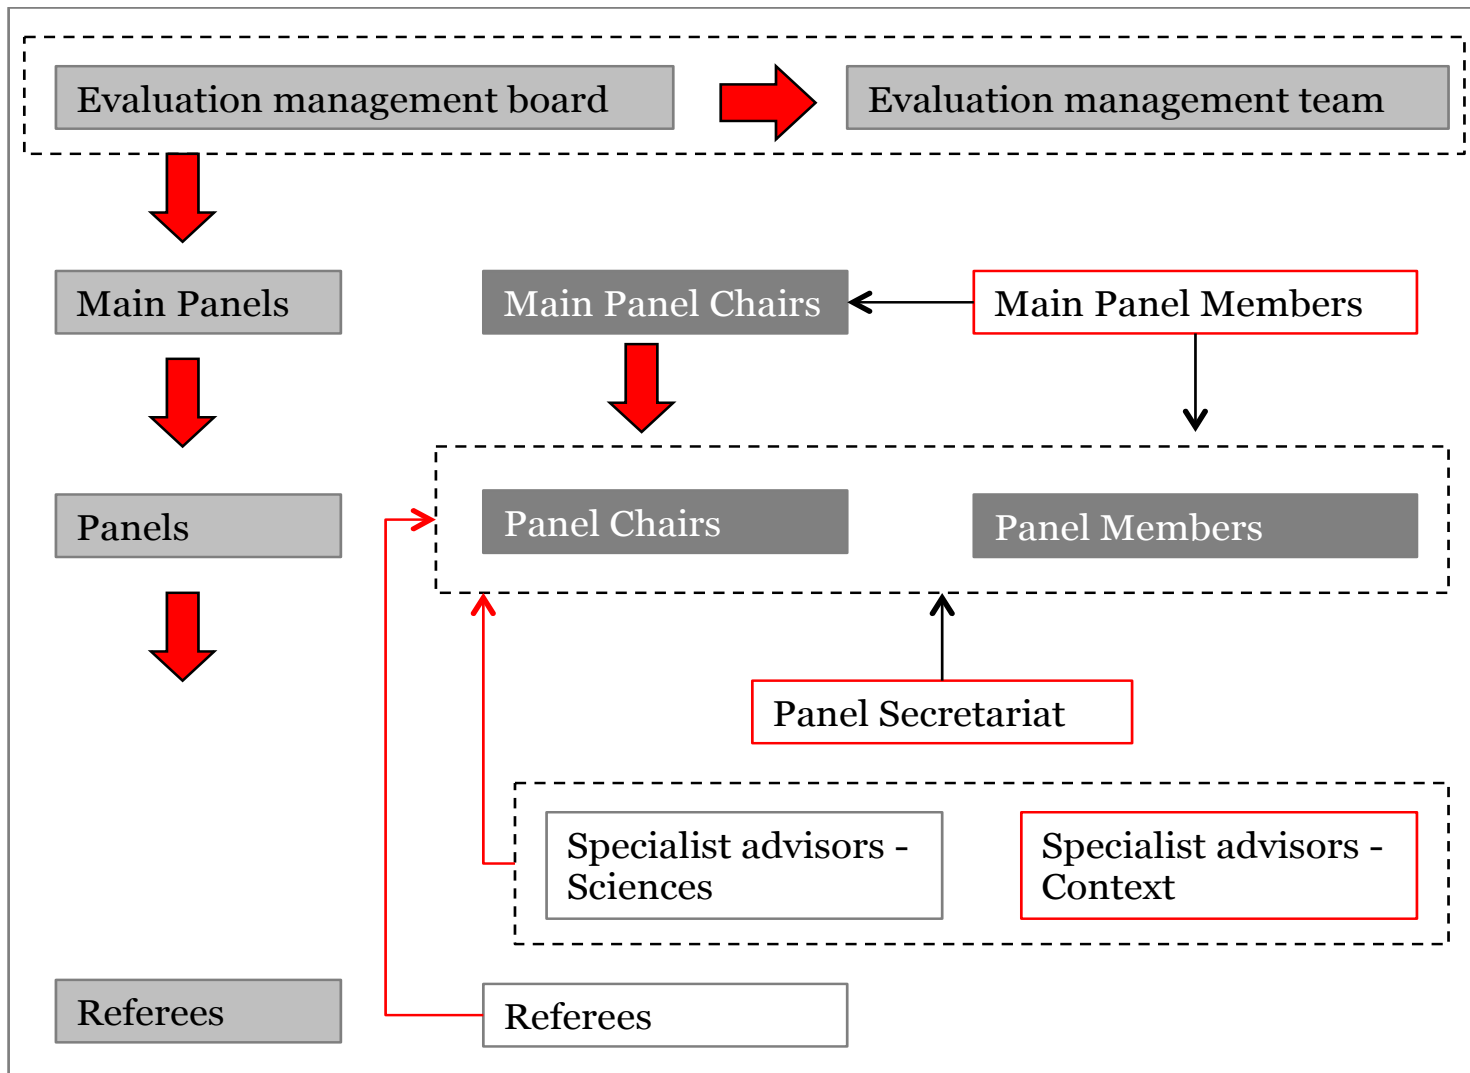 Evaluation management board
Evaluation management team
Main Panels
Main Panel Chairs
Main Panel Members
Panels
Panel Chairs
Panel Members
Panel Secretariat
Specialist advisors -
Sciences
Specialist advisors -
Context
Referees
Referees